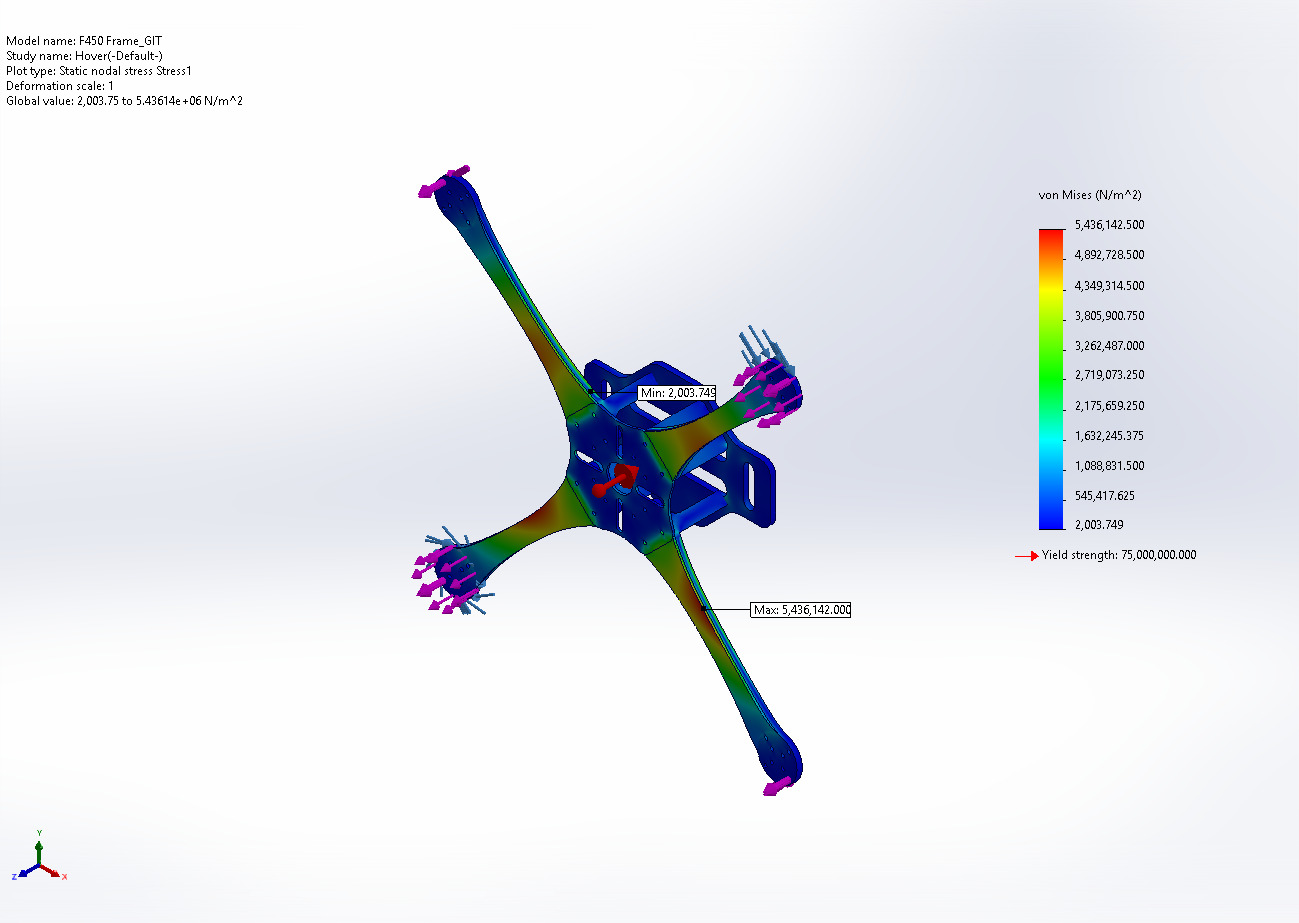 Model name: F450 Frame_GIT
Study name: Hover(-Default-)
Plot type: Static nodal stress Stress1
Deformation scale: 1
Global value: 2,003.75 to 5.43614e+06 N/m^2
von Mises (N/m^2)
5,436,142.500
4,892,728.500
4,349,314.500
3,805,900.750
3,262,487.000
2,719,073.250
2,175,659.250
1,632,245.375
1,088,831.500
545,417.625
2,003.749
Yield strength: 75,000,000.000
Min: 2,003.749
Max: 5,436,142.000
Y
Z
X